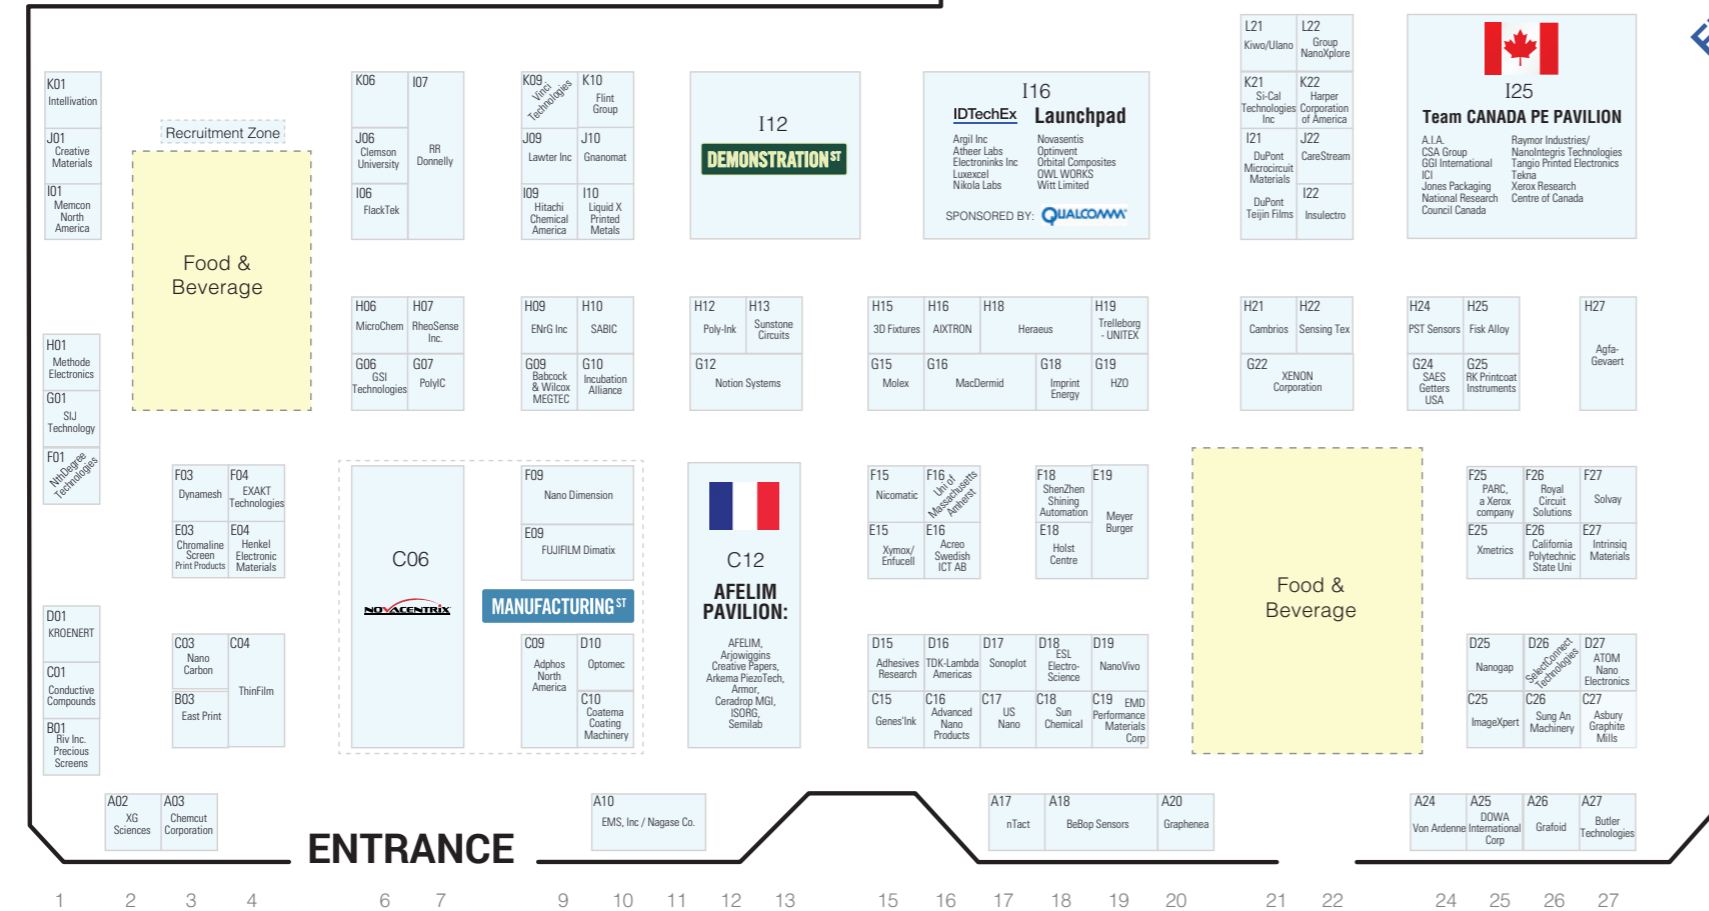 L21
Kiwo/Ulano
L22
Group
NanoXplore
K01
Intellivation
J01
Creative
Materials
I01
Memcon
North
America
Recruitment Zone
Food &
Beverage
K06
I07
RR
Donnelly
J06
Clemson
University
I06
FlackTek
K09
Vinci
Technologies
K10
Flint
Group
J09
Lawter Inc
J10
Gnanomat
I09
Hitachi
Chemical
America
I10
Liquid X
Printed
Metals
I12
DEMONSTRATION ST
I16
IDTechEx Launchpad
Argil Inc
Atheer Labs
Electroninks Inc
Luxexcel
Nikola Labs
Novasentis
Optinvent
Orbital Composites
OWL WORKS
Witt Limited
SPONSORED BY: QUALCOMM
K21
Si-Cal
Technologies
Inc
K22
Harper
Corporation
of America
I21
DuPont
Microcircuit
Materials
DuPont
Teijin Films
J22
CareStream
I22
Insulectro
I25
Team CANADA PE PAVILION
A.I.A.
CSA Group
GGI International
ICI
Jones Packaging
National Research
Council Canada
Raymor Industries/
NanoIntegris Technologies
Tangio Printed Electronics
Tekna
Xerox Research
Centre of Canada
H01
Methode
Electronics
G01
SIJ
Technology
F01
NthDegree
Technologies
H06
MicroChem
H07
RheoSense
Inc.
G06
GSI
Technologies
G07
PolyIC
H09
ENrG Inc
H10
SABIC
G09
Babcock
& Wilcox
MEGTEC
G10
Incubation
Alliance
H12
Poly-Ink
H13
Sunstone
Circuits
G12
Notion Systems
H15
3D Fixtures
H16
AIXTRON
H18
Heraeus
H19
Trelleborg
- UNITEX
G15
Molex
G16
MacDermid
G18
Imprint
Energy
G19
HZO
H21
Cambrios
H22
Sensing Tex
G22
XENON
Corporation
H24
PST Sensors
H25
Fisk Alloy
G24
SAES
Getters
USA
G25
RK Printcoat
Instruments
H27
Agfa-
Gevaert
F03
Dynamesh
F04
EXAKT
Technologies
E03
Chromaline
Screen
Print Products
E04
Henkel
Electronic
Materials
C06
NOVACENTRIX
F09
Nano Dimension
E09
FUJIFILM Dimatix
MANUFACTURING ST
C09
Adphos
North
America
D10
Optomec
C10
Coatema
Coating
Machinery
C12
AFELIM
PAVILION:
AFELIM,
Arjowiggins
Creative Papers,
Arkema PiezoTech,
Armor,
Ceradrop MGI,
ISORG,
Semilab
F15
Nicomatic
F16
Uni of
Massachusetts
Amherst
E15
Xymox/
Enfucell
E16
Acreo
Swedish
ICT AB
F18
ShenZhen
Shining
Automation
E19
Meyer
Burger
E18
Holst
Centre
Food &
Beverage
F25
PARC,
a Xerox
company
F26
Royal
Circuit
Solutions
F27
Solvay
E25
Xmetrics
E26
California
Polytechnic
State Uni
E27
Intrinsiq
Materials
D01
KROENERT
C01
Conductive
Compounds
B01
Riv Inc.
Precious
Screens
C03
Nano
Carbon
C04
ThinFilm
B03
East Print
D15
Adhesives
Research
D16
TDK-Lambda
Americas
D17
Sonoplot
D18
ESL
Electro-
Science
D19
NanoVivo
C15
Genes'Ink
C16
Advanced
Nano
Products
C17
US
Nano
C18
Sun
Chemical
C19 EMD
Performance
Materials
Corp
D25
Nanogap
D26
SelectConnect
Technologies
D27
ATOM
Nano
Electronics
C25
ImageXpert
C26
Sung An
Machinery
C27
Asbury
Graphite
Mills
A02
XG
Sciences
A03
Chemcut
Corporation
ENTRANCE
A10
EMS, Inc / Nagase Co.
A17
nTact
A18
BeBop Sensors
A20
Graphenea
A24
Von Ardenne
A25
DOWA
International
Corp
A26
Grafoid
A27
Butler
Technologies
1 2 3 4 6 7 9 10 11 12 13 15 16 17 18 19 20 21 22 24 25 26 27